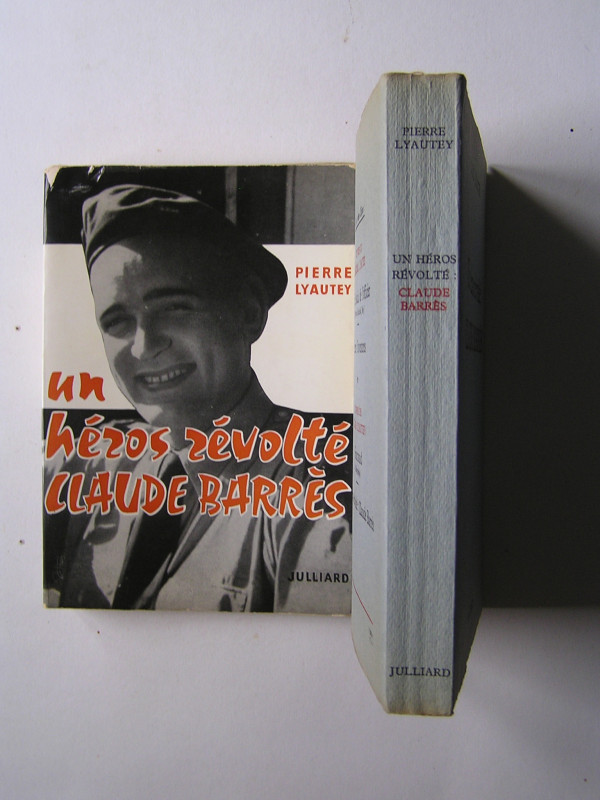 PIERRE
LYAUTEY
un
héros révolté
CLAUDE BARRÈS
JULLIARD
PIERRE
LYAUTEY
UN HÉROS
RÉVOLTÉ :
CLAUDE
BARRÈS
JULLIARD